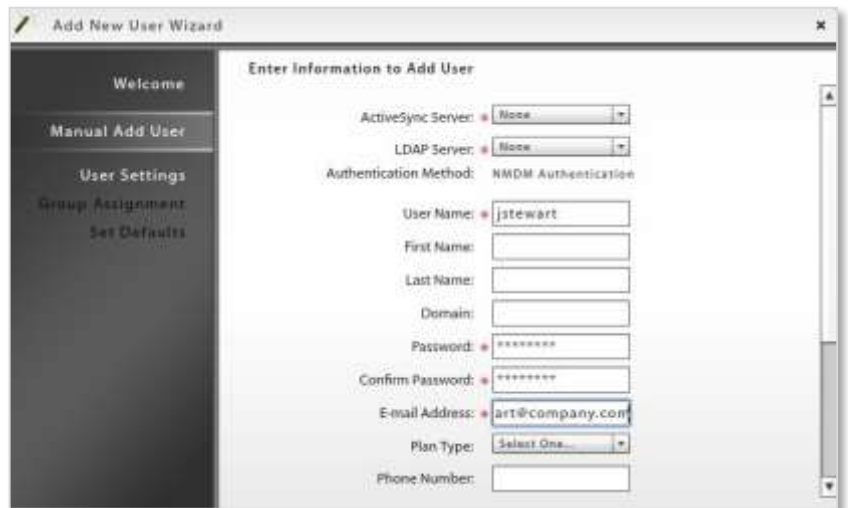 Add New User Wizard
Welcome
Manual Add User
User Settings
Group Assignment
Set Defaults
Enter Information to Add User
ActiveSync Server: * None
LDAP Server: * None
Authentication Method: NMDM Authentication
User Name: * jstewart
First Name:
Last Name:
Domain:
Password: * ********
Confirm Password: * ********
E-mail Address: * art@company.com
Plan Type: Select One...
Phone Number: